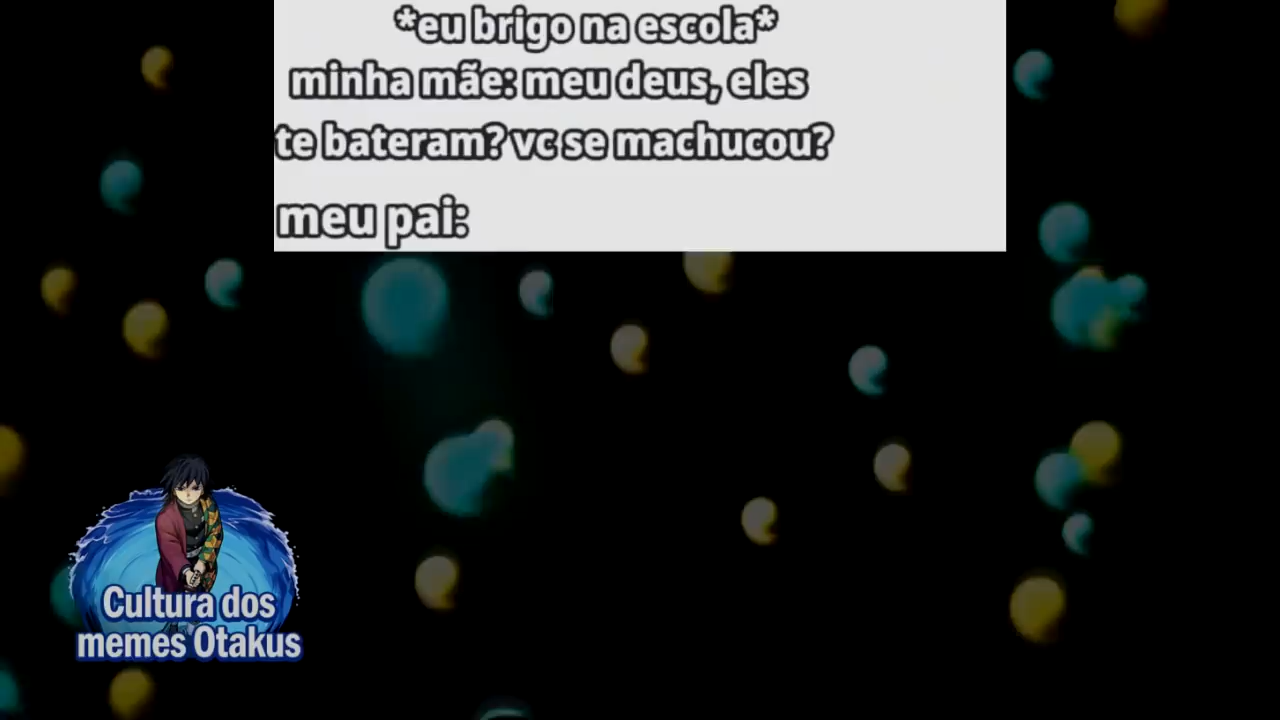 *eu brigo na escola*
minha mãe: meu deus, eles
te bateram? vc se machucou?
meu pai:
Cultura dos
memes Otakus